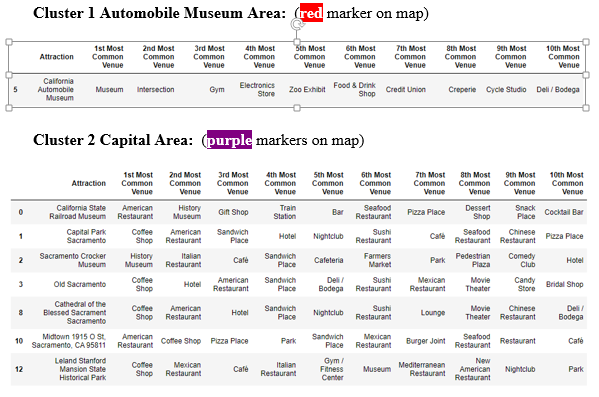 Cluster 1 Automobile Museum Area: (red marker on map)
Attraction 1st Most Common Venue 2nd Most Common Venue 3rd Most Common Venue 4th Most Common Venue 5th Most Common Venue 6th Most Common Venue 7th Most Common Venue 8th Most Common Venue 9th Most Common Venue 10th Most Common Venue
5 California Automobile Museum Museum Intersection Gym Electronics Store Zoo Exhibit Food & Drink Shop Credit Union Creperie Cycle Studio Deli / Bodega
Cluster 2 Capital Area: (purple markers on map)
Attraction 1st Most Common Venue 2nd Most Common Venue 3rd Most Common Venue 4th Most Common Venue 5th Most Common Venue 6th Most Common Venue 7th Most Common Venue 8th Most Common Venue 9th Most Common Venue 10th Most Common Venue
0 California State Railroad Museum American Restaurant History Museum Gift Shop Train Station Bar Seafood Restaurant Pizza Place Dessert Shop Snack Place Cocktail Bar
1 Capital Park Sacramento Coffee Shop American Restaurant Sandwich Place Hotel Nightclub Sushi Restaurant Café Seafood Restaurant Chinese Restaurant Pizza Place
2 Sacramento Crocker Museum History Museum Italian Restaurant Café Sandwich Place Cafeteria Farmers Market Park Pedestrian Plaza Comedy Club Hotel
3 Old Sacramento Coffee Shop Hotel American Restaurant Sandwich Place Deli / Bodega Sushi Restaurant Mexican Restaurant Movie Theater Candy Store Bridal Shop
8 Cathedral of the Blessed Sacrament Sacramento Coffee Shop American Restaurant Hotel Sandwich Place Nightclub Sushi Restaurant Lounge Movie Theater Chinese Restaurant Deli / Bodega
10 Midtown 1915 O St, Sacramento, CA 95811 American Restaurant Coffee Shop Pizza Place Park Sandwich Place Mexican Restaurant Burger Joint Seafood Restaurant Restaurant Café
12 Leland Stanford Mansion State Historical Park Coffee Shop Mexican Restaurant Café Italian Restaurant Gym / Fitness Center Museum Mediterranean Restaurant New American Restaurant Nightclub Park